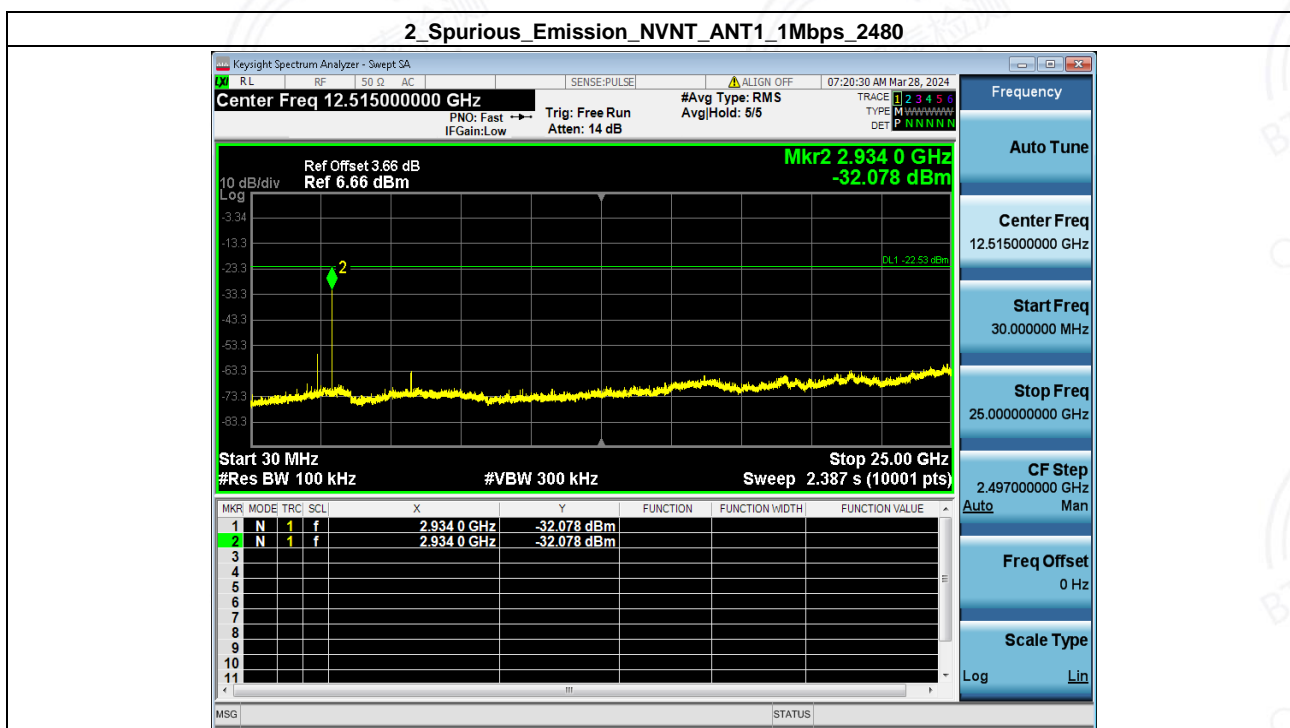 2_Spurious_Emission_NVNT_ANT1_1Mbps_2480
Keysight Spectrum Analyzer - Swept SA
LXI RL RF 50 Ω AC SENSE:PULSE ALIGN OFF 07:20:30 AM Mar 28, 2024
Center Freq 12.515000000 GHz
PNO: Fast
IFGain:Low
Trig: Free Run
Atten: 14 dB
#Avg Type: RMS
Avg|Hold: 5/5
TRACE 1 2 3 4 5 6
TYPE M WWWWW
DET P N N N N N
Ref Offset 3.66 dB
10 dB/div Ref 6.66 dBm
Log
Mkr2 2.934 0 GHz
-32.078 dBm
-3.34
-13.3
-23.3
-33.3
-43.3
-53.3
-63.3
-73.3
-83.3
2
DL1 -22.53 dBm
Start 30 MHz Stop 25.00 GHz
#Res BW 100 kHz #VBW 300 kHz Sweep 2.387 s (10001 pts)
MKR MODE TRC SCL X Y FUNCTION FUNCTION WIDTH FUNCTION VALUE
1 N 1 f 2.934 0 GHz -32.078 dBm
2 N 1 f 2.934 0 GHz -32.078 dBm
3
4
5
6
7
8
9
10
11
MSG STATUS
Frequency
Auto Tune
Center Freq
12.515000000 GHz
Start Freq
30.000000 MHz
Stop Freq
25.000000000 GHz
CF Step
2.497000000 GHz
Auto Man
Freq Offset
0 Hz
Scale Type
Log Lin